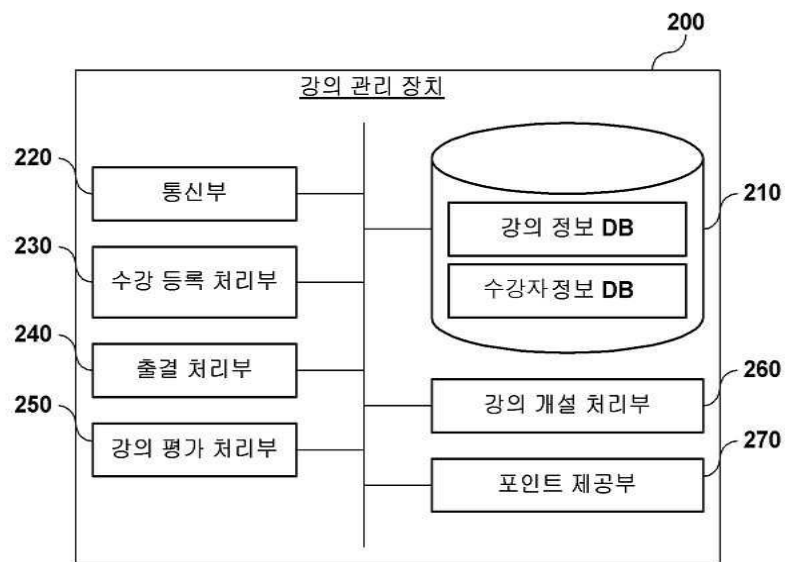 200
강의 관리 장치
220
통신부
230
수강 등록 처리부
240
출결 처리부
250
강의 평가 처리부
210
강의 정보 DB
수강자 정보 DB
260
강의 개설 처리부
270
포인트 제공부